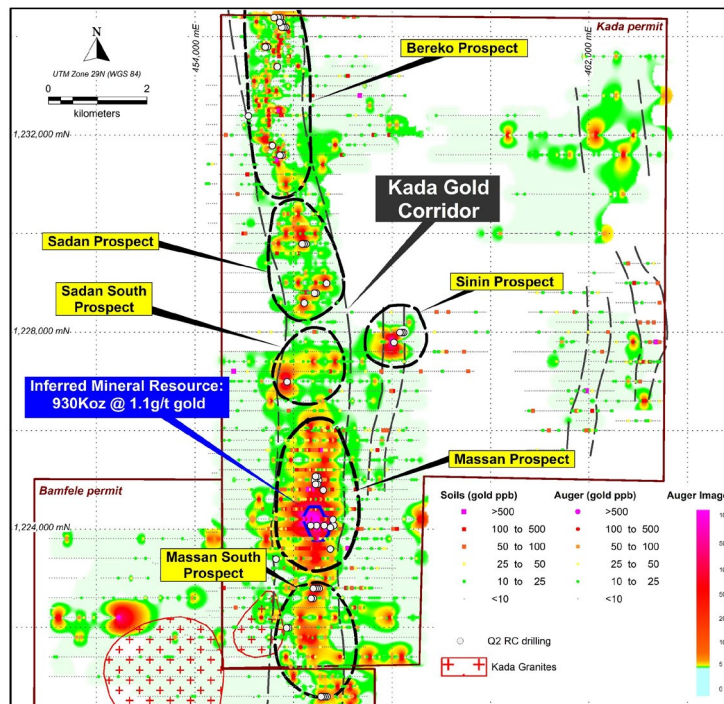 454,000 mE
462,000 mE
Kada permit
N
UTM Zone 29N (WGS 84)
0 2
kilometers
Bereko Prospect
1,232,000 mN
Kada Gold
Corridor
Sadan Prospect
Sadan South
Prospect
Sinin Prospect
1,228,000 mN
Inferred Mineral Resource:
930Koz @ 1.1g/t gold
Massan Prospect
Bamfele permit
1,224,000 mN
Massan South
Prospect
Soils (gold ppb) Auger (gold ppb) Auger Image
>500 >500
100 to 500 100 to 500
50 to 100 50 to 100
25 to 50 25 to 50
10 to 25 10 to 25
<10 <10
Q2 RC drilling
Kada Granites